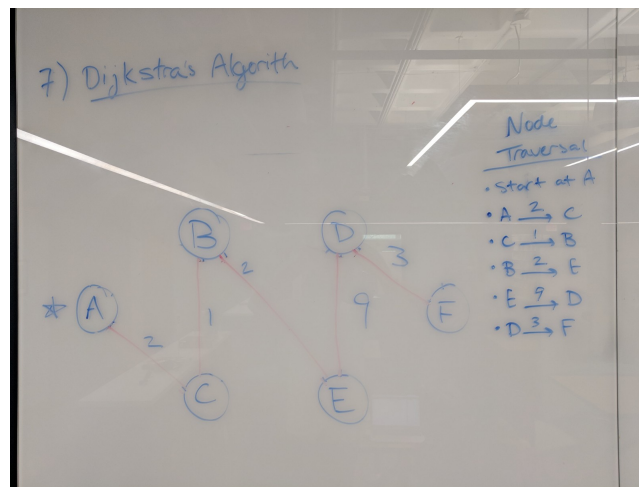 7) Dijkstra's Algorith
Node
Traversal
• Start at A
• A 2→ C
• C 1→ B
• B 2→ E
• E 9→ D
• D 3→ F
B
D
2
3
A
1
9
F
2
C
E